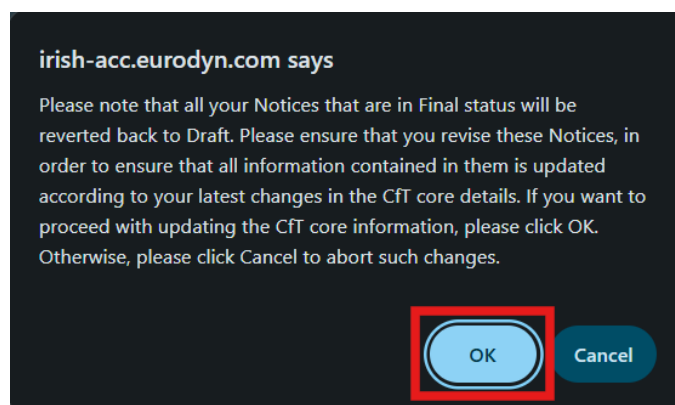 irish-acc.eurodyn.com says
Please note that all your Notices that are in Final status will be
reverted back to Draft. Please ensure that you revise these Notices, in
order to ensure that all information contained in them is updated
according to your latest changes in the CfT core details. If you want to
proceed with updating the CfT core information, please click OK.
Otherwise, please click Cancel to abort such changes.
OK Cancel